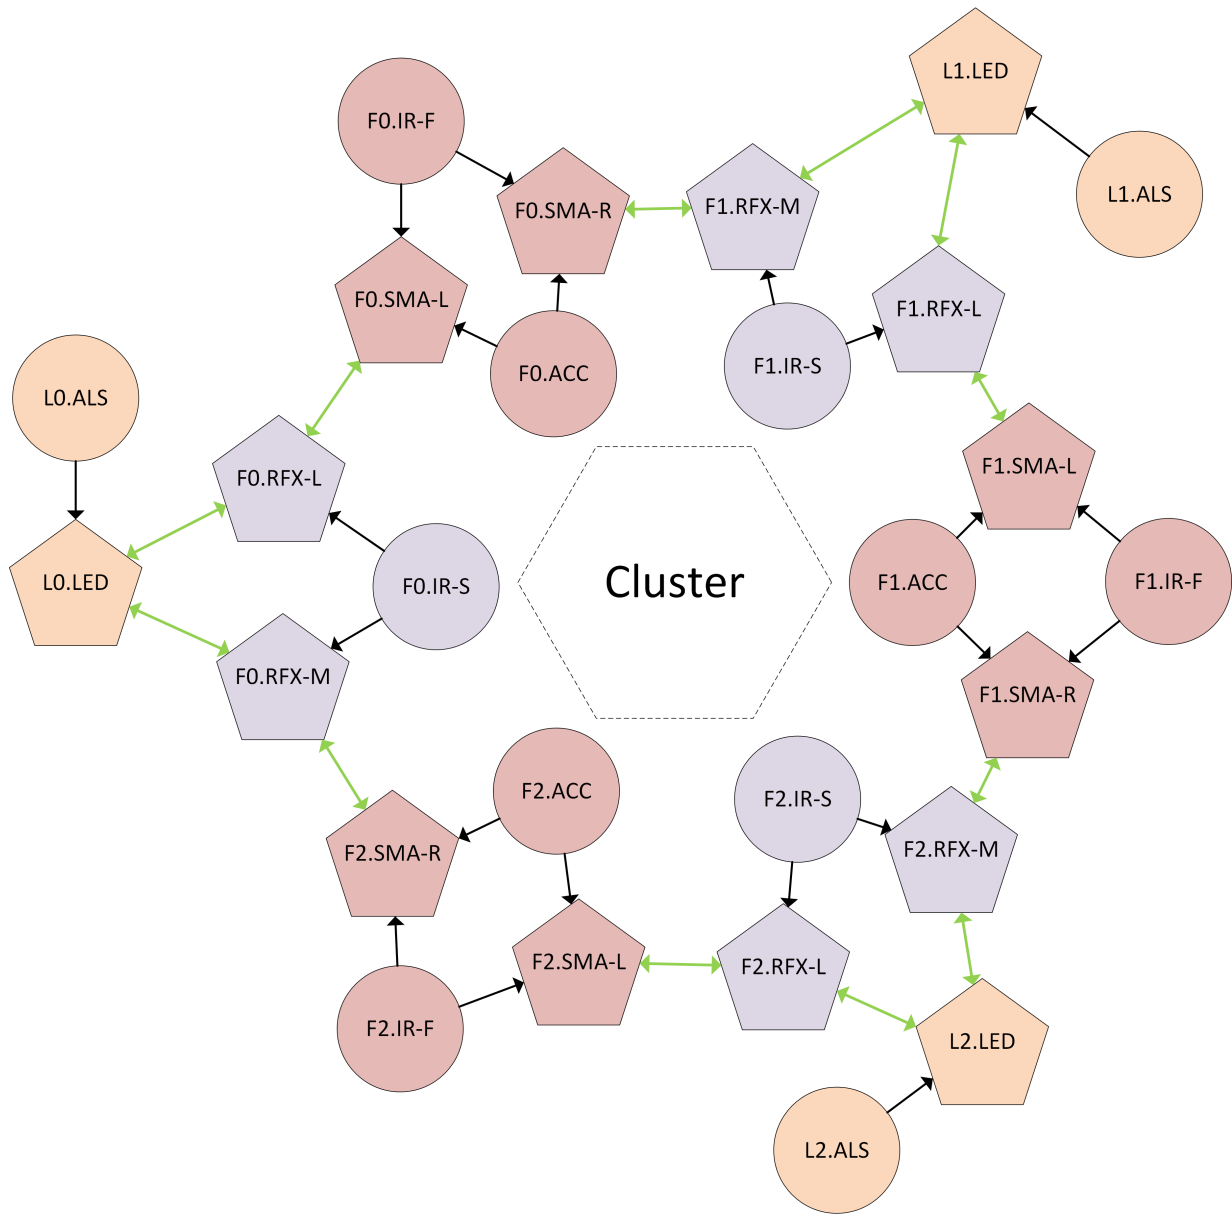 L1.LED
F0.IR-F
L1.ALS
F0.SMA-R
F1.RFX-M
F0.SMA-L
F1.RFX-L
F0.ACC
F1.IR-S
L0.ALS
F1.SMA-L
F0.RFX-L
L0.LED
F0.IR-S
Cluster
F1.ACC
F1.IR-F
F0.RFX-M
F1.SMA-R
F2.ACC
F2.IR-S
F2.SMA-R
F2.RFX-M
F2.SMA-L
F2.RFX-L
F2.IR-F
L2.LED
L2.ALS